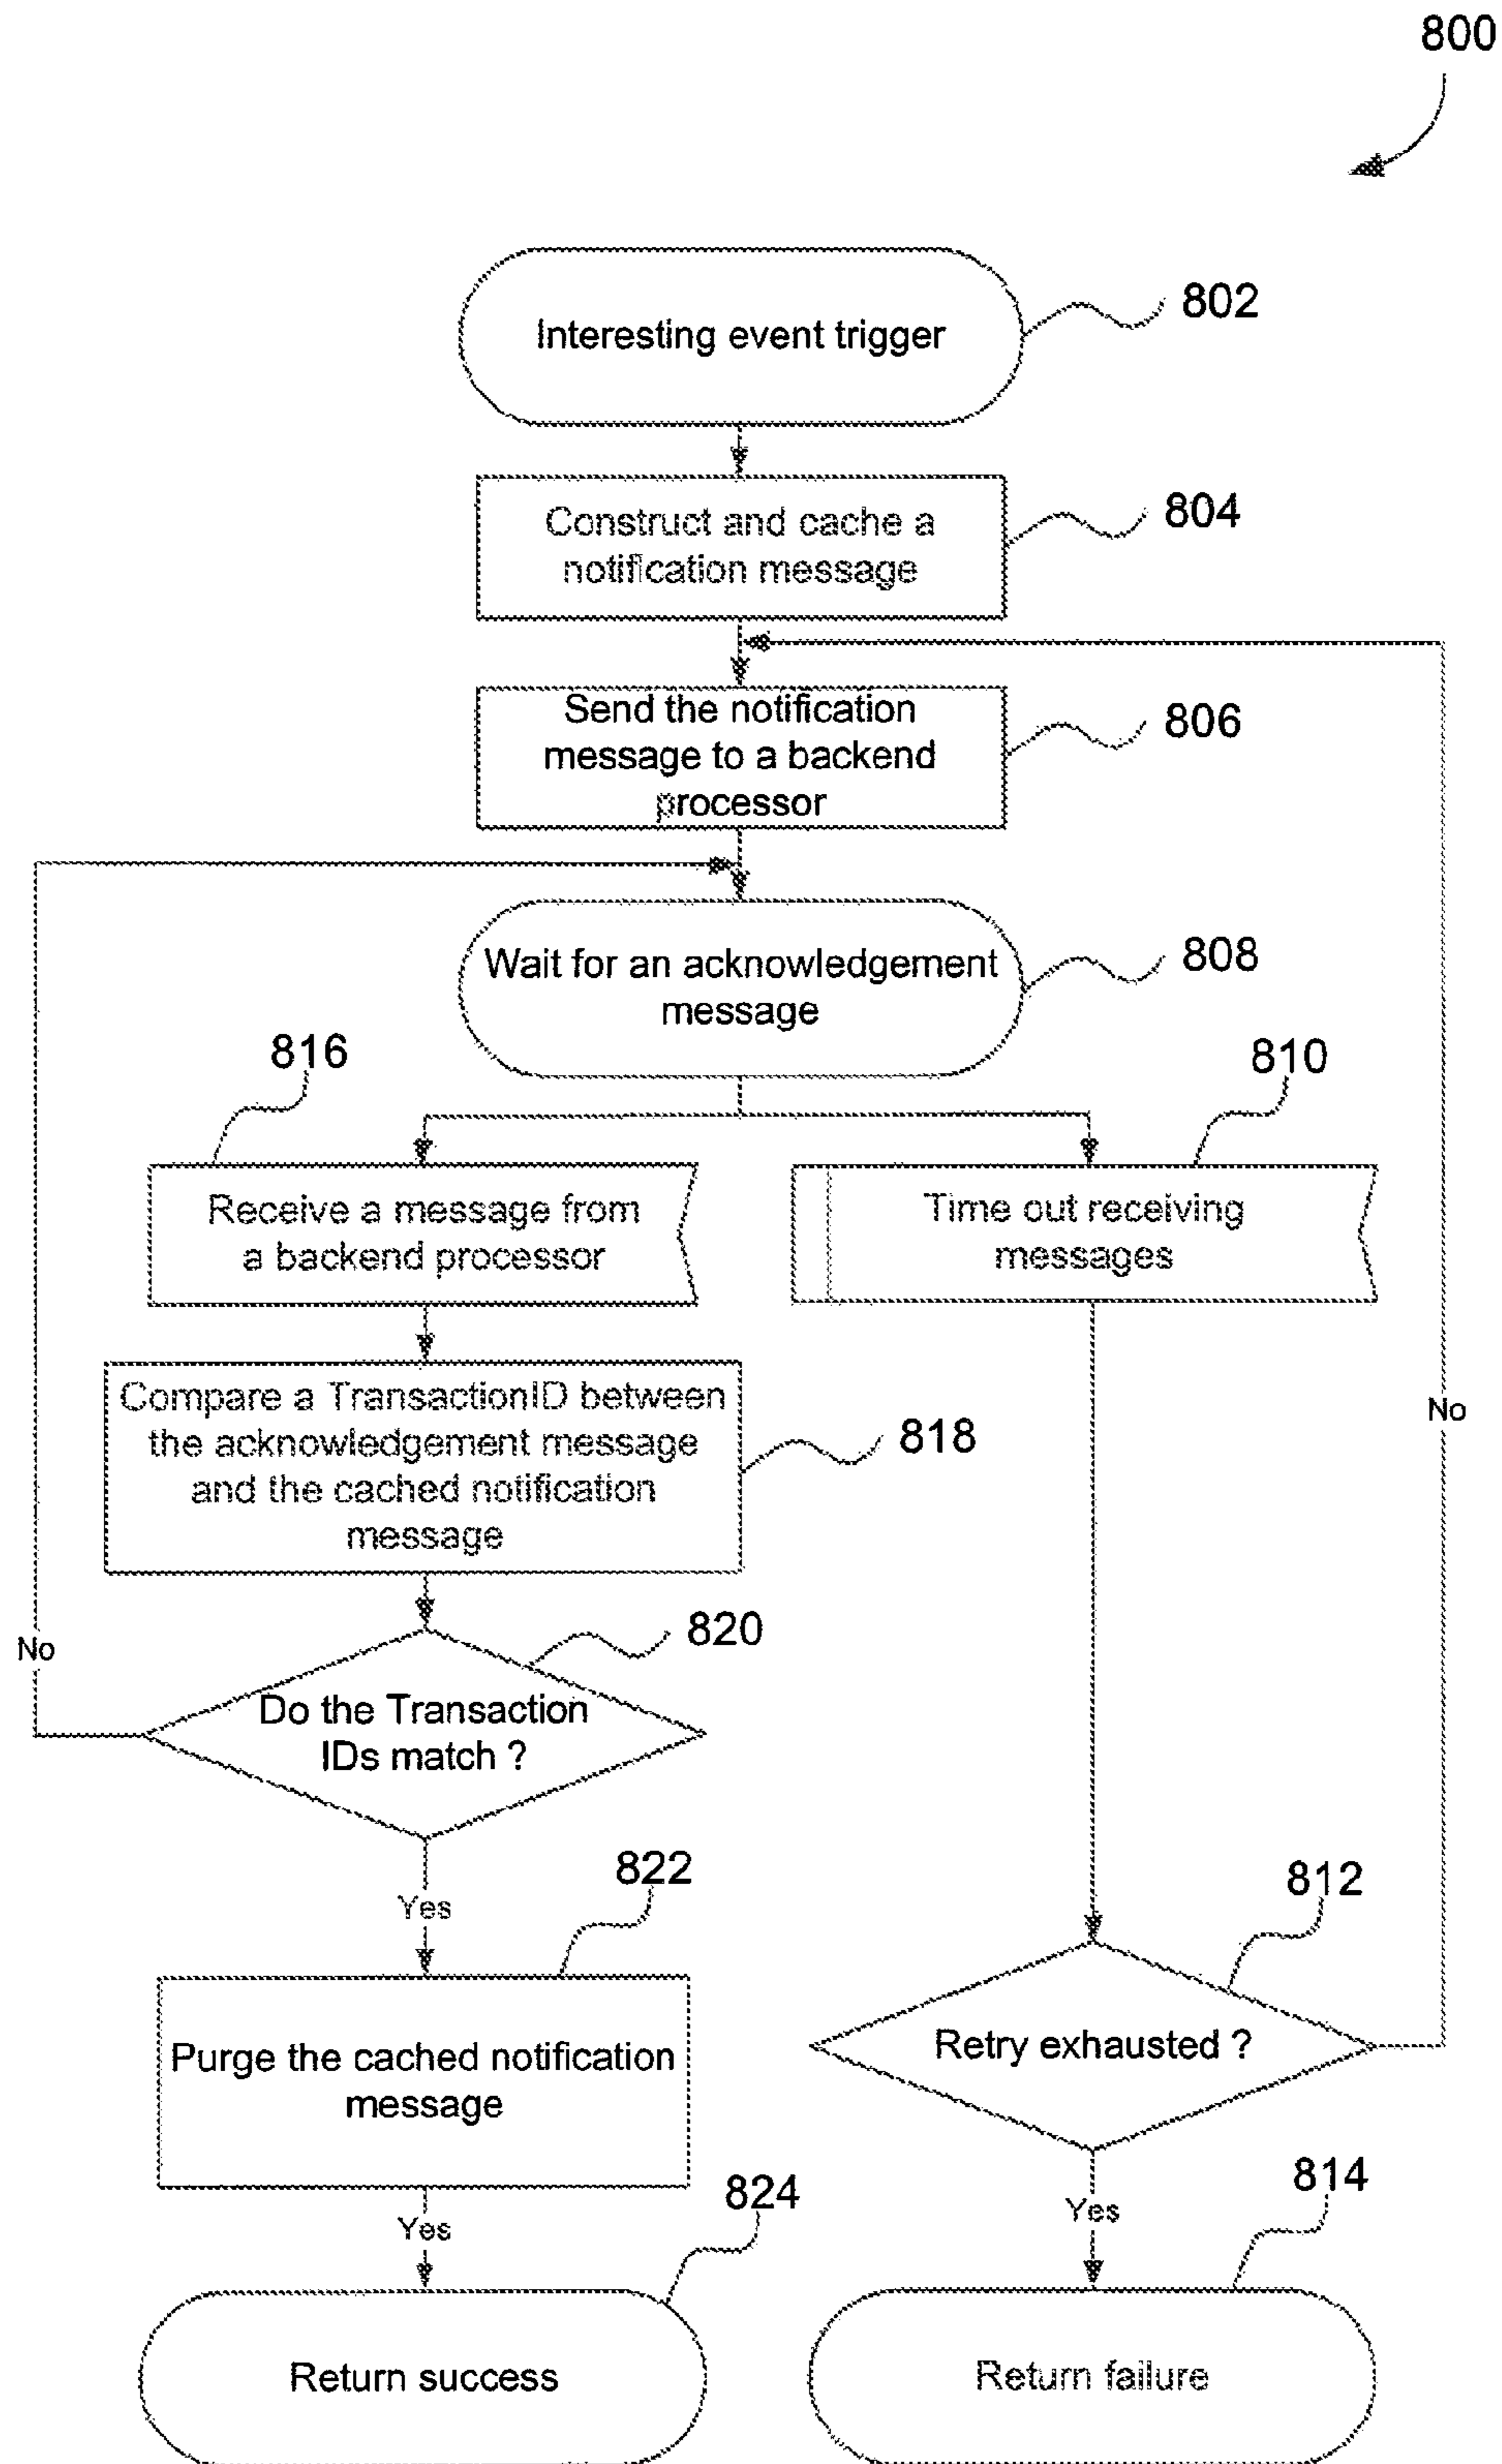 800
Interesting event trigger
802
Construct and cache a
notification message
804
Send the notification
message to a backend
processor
806
Wait for an acknowledgement
message
808
816
810
Receive a message from
a backend processor
Time out receiving
messages
Compare a TransactionID between
the acknowledgement message
and the cached notification
message
818
No
820
No
Do the Transaction
IDs match ?
Yes
822
812
Purge the cached notification
message
Retry exhausted ?
Yes
824
Yes
814
Return success
Return failure